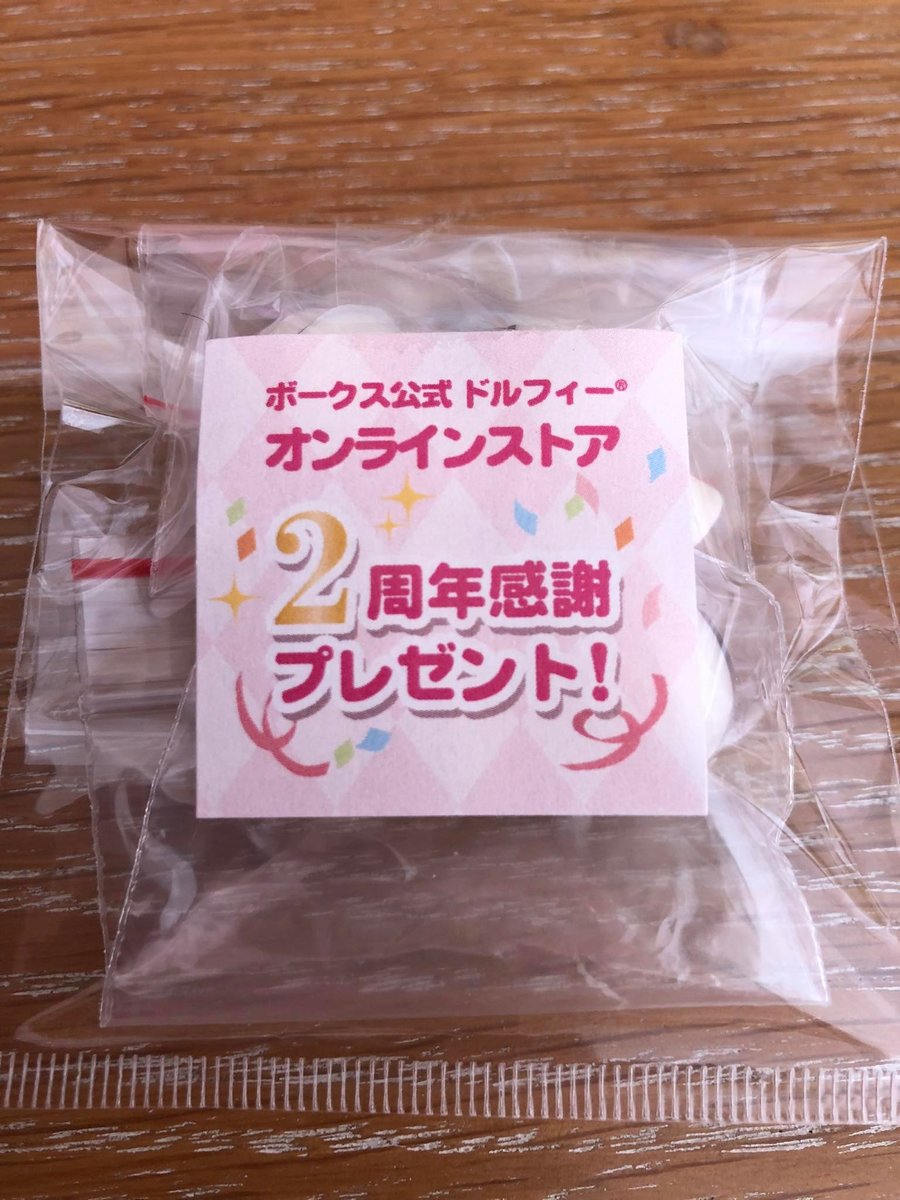 ボークス公式 ドルフィー®
オンラインストア
2周年感謝
プレゼント!